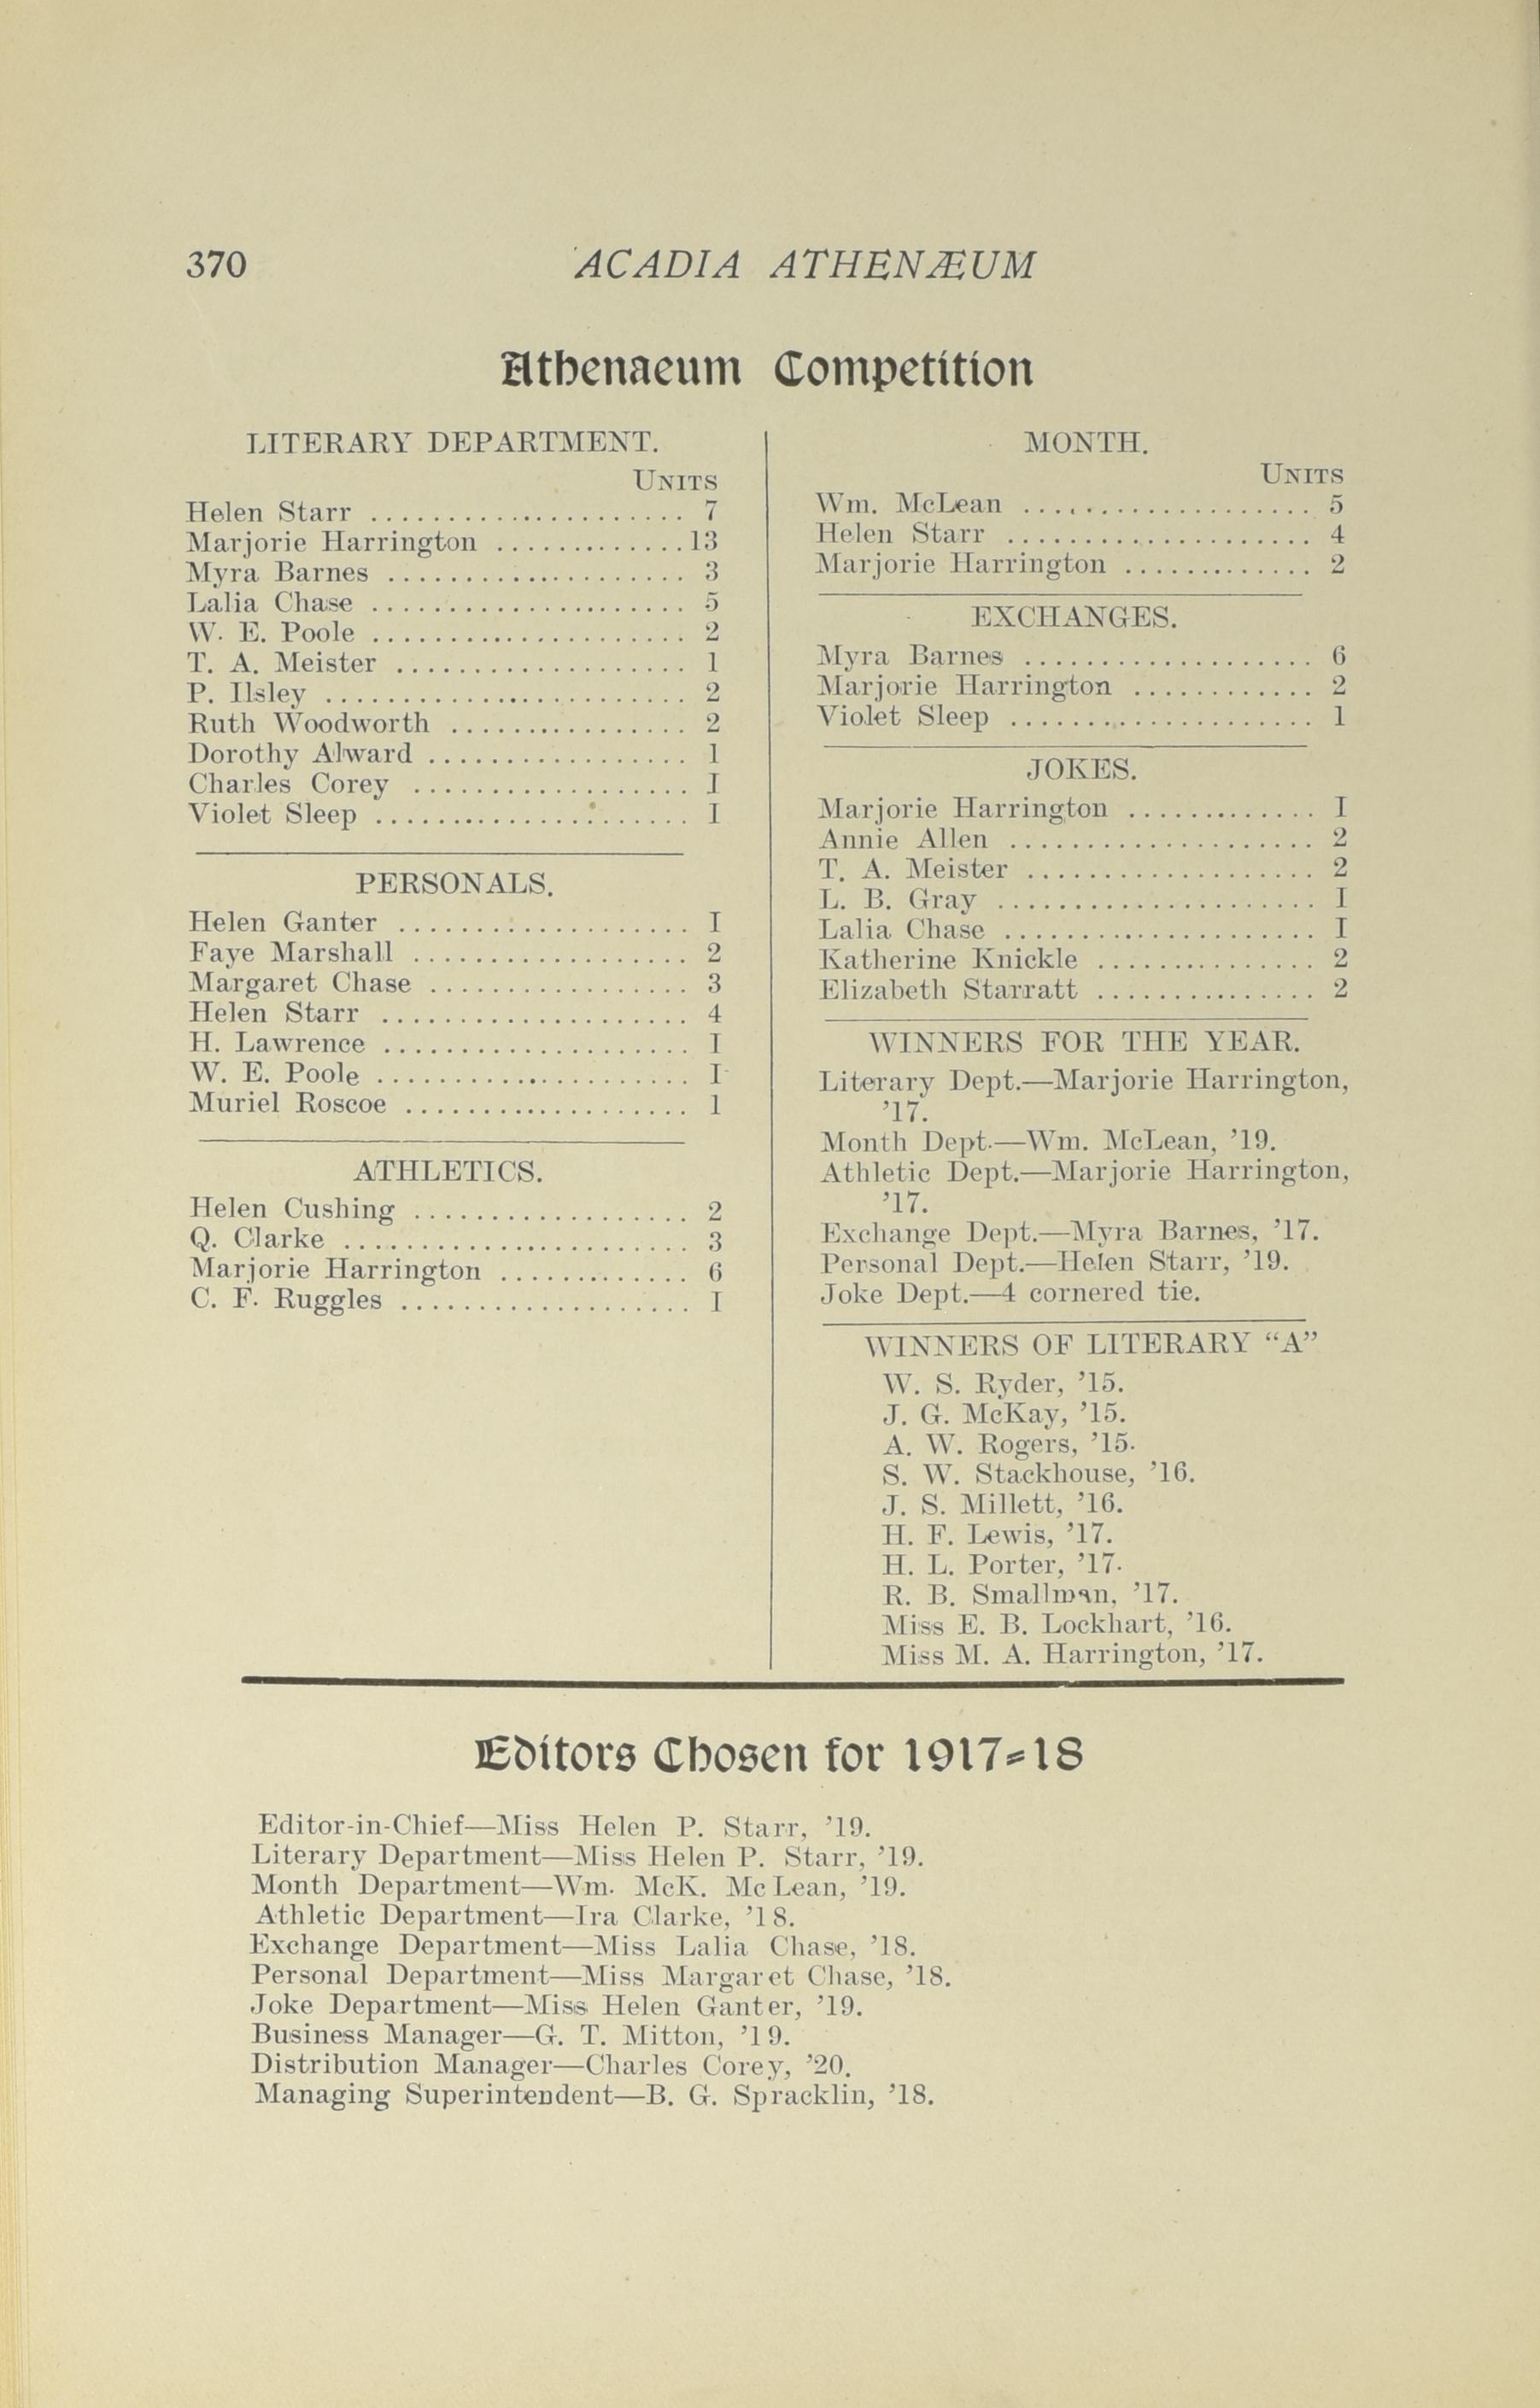 370 ACADIA ATHENÆUM
Athenaeum Competition
LITERARY DEPARTMENT.
UNITS
Helen Starr ..................... 7
Marjorie Harrington .............13
Myra Barnes .................... 3
Lalia Chase ..................... 5
W. E. Poole ..................... 2
T. A. Meister ................... 1
P. Ilsley ........................ 2
Ruth Woodworth ................ 2
Dorothy Alward ................. 1
Charles Corey .................. I
Violet Sleep ..................... I
PERSONALS.
Helen Ganter ................... I
Faye Marshall .................. 2
Margaret Chase ................. 3
Helen Starr .................... 4
H. Lawrence .................... I
W. E. Poole ..................... I
Muriel Roscoe ................... 1
ATHLETICS.
Helen Cushing .................. 2
Q. Clarke ....................... 3
Marjorie Harrington ............. 6
C. F. Ruggles ................... I
MONTH.
UNITS
Wm. McLean ................... 5
Helen Starr .................... 4
Marjorie Harrington ............. 2
EXCHANGES.
Myra Barnes ................... 6
Marjorie Harrington ............ 2
Violet Sleep .................... 1
JOKES.
Marjorie Harrington ............. I
Annie Allen .................... 2
T. A. Meister ................... 2
L. B. Gray ..................... I
Lalia Chase ..................... I
Katherine Knickle ............... 2
Elizabeth Starratt ............... 2
WINNERS FOR THE YEAR.
Literary Dept.—Marjorie Harrington,
’17.
Month Dept.—Wm. McLean, ’19.
Athletic Dept.—Marjorie Harrington,
’17.
Exchange Dept.—Myra Barnes, ’17.
Personal Dept.—Helen Starr, ’19.
Joke Dept.—4 cornered tie.
WINNERS OF LITERARY “A”
W. S. Ryder, ’15.
J. G. McKay, ’15.
A. W. Rogers, ’15.
S. W. Stackhouse, ’16.
J. S. Millett, ’16.
H. F. Lewis, ’17.
H. L. Porter, ’17.
R. B. Smallman, ’17.
Miss E. B. Lockhart, ’16.
Miss M. A. Harrington, ’17.
Editors Chosen for 1917-18
Editor-in-Chief—Miss Helen P. Starr, ’19.
Literary Department—Miss Helen P. Starr, ’19.
Month Department—Wm. McK. McLean, ’19.
Athletic Department—Ira Clarke, ’18.
Exchange Department—Miss Lalia Chase, ’18.
Personal Department—Miss Margaret Chase, ’18.
Joke Department—Miss Helen Ganter, ’19.
Business Manager—G. T. Mitton, ’19.
Distribution Manager—Charles Corey, ’20.
Managing Superintendent—B. G. Spracklin, ’18.